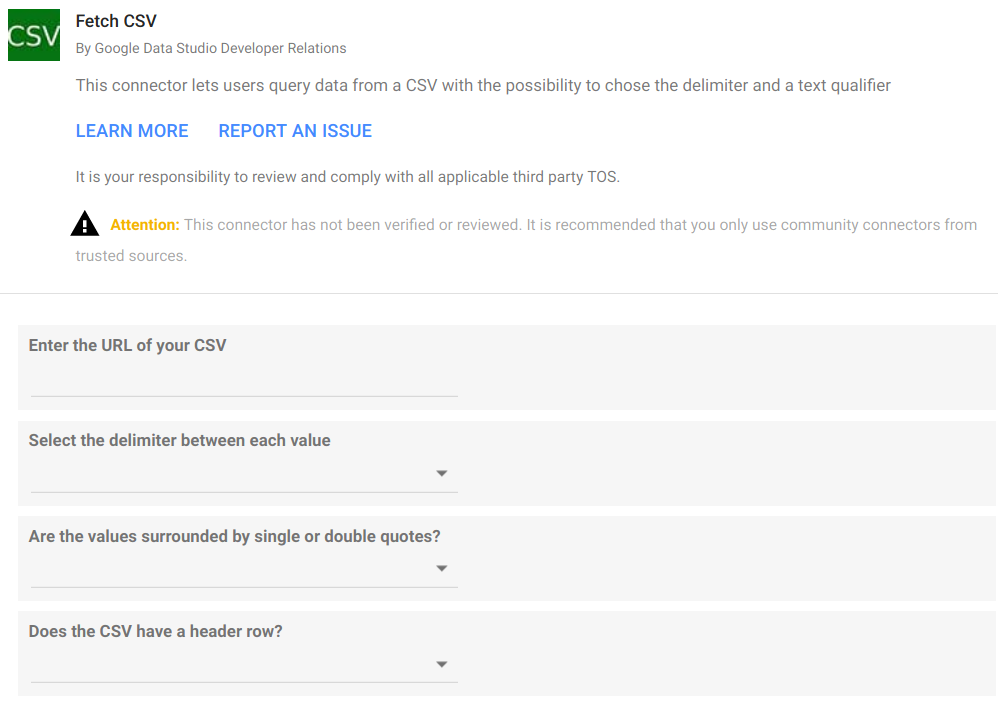 CSV
Fetch CSV
By Google Data Studio Developer Relations
This connector lets users query data from a CSV with the possibility to chose the delimiter and a text qualifier
LEARN MORE REPORT AN ISSUE
It is your responsibility to review and comply with all applicable third party TOS.
Attention: This connector has not been verified or reviewed. It is recommended that you only use community connectors from
trusted sources.
Enter the URL of your CSV
Select the delimiter between each value
Are the values surrounded by single or double quotes?
Does the CSV have a header row?